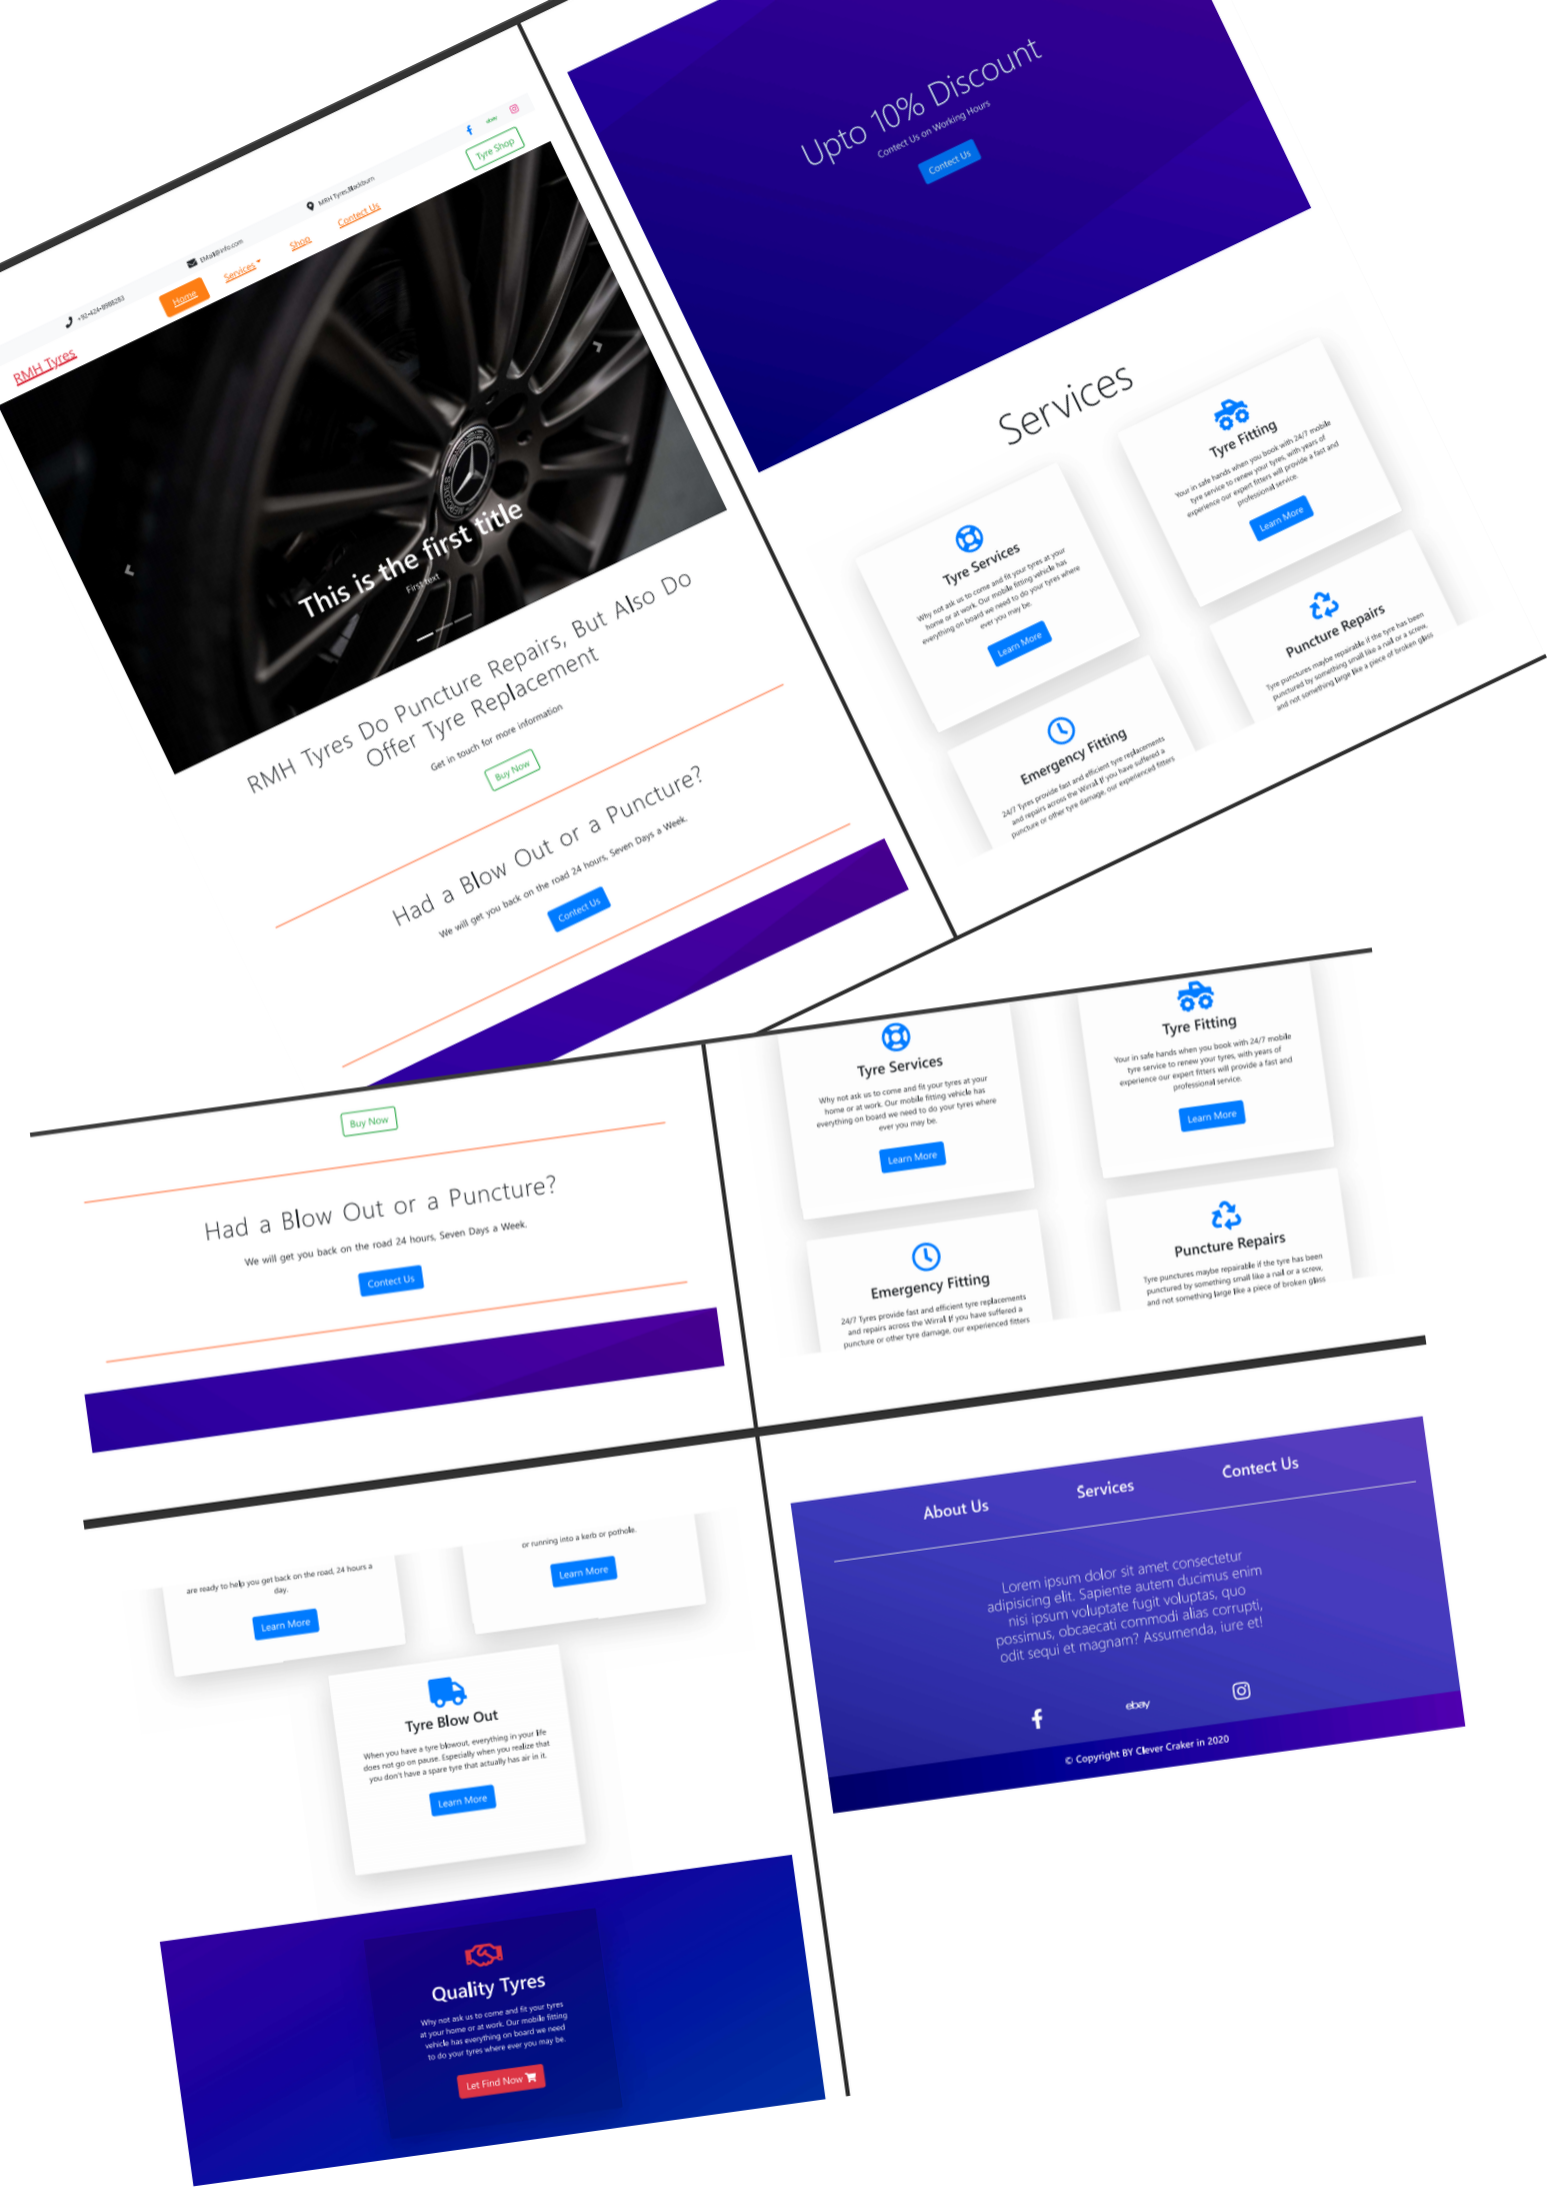 +92-424-8988283
EMail@info.com
MRH Tyres,Blackburn
ebay
RMH Tyres
Home
Services
Shop
Contect Us
Tyre Shop
This is the first title
First text
RMH Tyres Do Puncture Repairs, But Also Do
Offer Tyre Replacement
Get in touch for more information
Buy Now
Had a Blow Out or a Puncture?
We will get you back on the road 24 hours, Seven Days a Week.
Contect Us
Upto 10% Discount
Contect Us on Working Hours
Contect Us
Services
Tyre Services
Why not ask us to come and fit your tyres at your
home or at work. Our mobile fitting vehicle has
everything on board we need to do your tyres where
ever you may be.
Learn More
Tyre Fitting
Your in safe hands when you book with 24/7 mobile
tyre service to renew your tyres, with years of
experience our expert fitters will provide a fast and
professional service.
Learn More
Emergency Fitting
24/7 Tyres provide fast and efficient tyre replacements
and repairs across the Wirral If you have suffered a
puncture or other tyre damage, our experienced fitters
Puncture Repairs
Tyre punctures maybe repairable if the tyre has been
punctured by something small like a nail or a screw,
and not something large like a piece of broken glass
Buy Now
Had a Blow Out or a Puncture?
We will get you back on the road 24 hours, Seven Days a Week.
Contect Us
Tyre Services
Why not ask us to come and fit your tyres at your
home or at work. Our mobile fitting vehicle has
everything on board we need to do your tyres where
ever you may be.
Learn More
Tyre Fitting
Your in safe hands when you book with 24/7 mobile
tyre service to renew your tyres, with years of
experience our expert fitters will provide a fast and
professional service.
Learn More
Emergency Fitting
24/7 Tyres provide fast and efficient tyre replacements
and repairs across the Wirral If you have suffered a
puncture or other tyre damage, our experienced fitters
Puncture Repairs
Tyre punctures maybe repairable if the tyre has been
punctured by something small like a nail or a screw,
and not something large like a piece of broken glass
are ready to help you get back on the road, 24 hours a
day.
Learn More
or running into a kerb or pothole.
Learn More
Tyre Blow Out
When you have a tyre blowout, everything in your life
does not go on pause. Especially when you realize that
you don't have a spare tyre that actually has air in it.
Learn More
Quality Tyres
Why not ask us to come and fit your tyres
at your home or at work. Our mobile fitting
vehicle has everything on board we need
to do your tyres where ever you may be.
Let Find Now
About Us
Services
Contect Us
Lorem ipsum dolor sit amet consectetur
adipisicing elit. Sapiente autem ducimus enim
nisi ipsum voluptate fugit voluptas, quo
possimus, obcaecati commodi alias corrupti,
odit sequi et magnam? Assumenda, iure et!
ebay
© Copyright BY Clever Craker in 2020